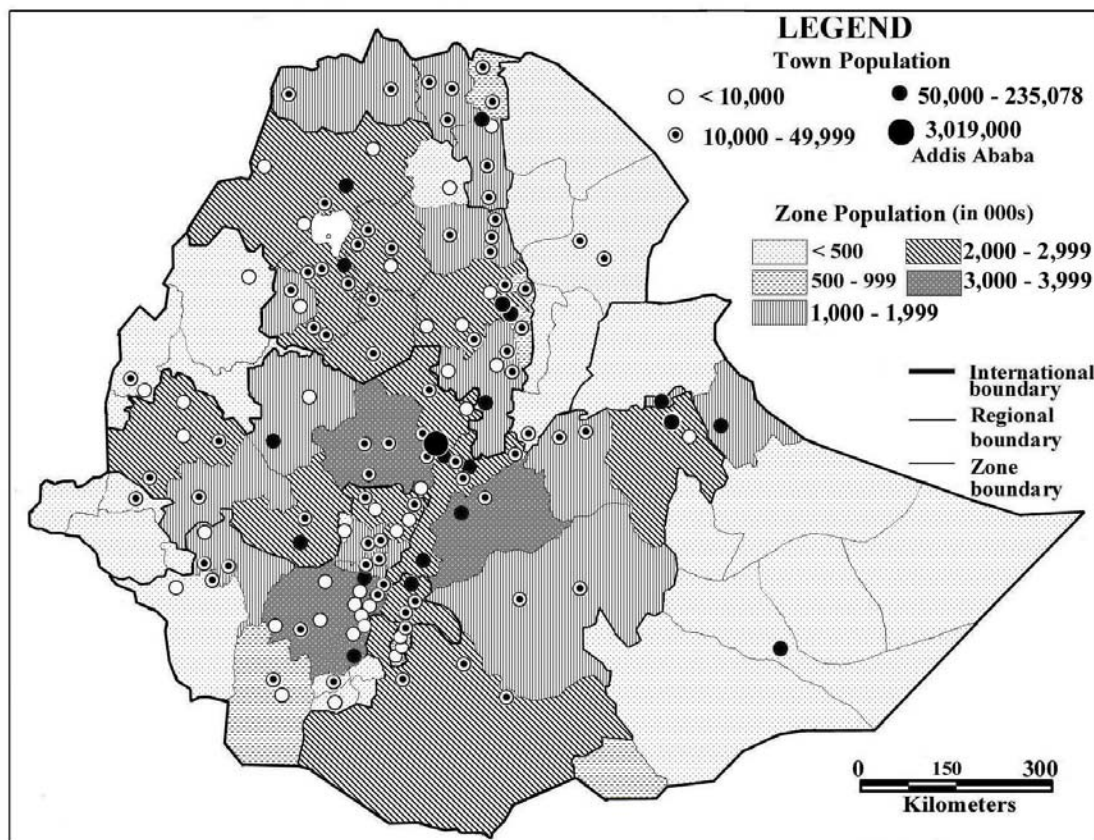 LEGEND
Town Population
< 10,000
50,000 - 235,078
10,000 - 49,999
3,019,000
Addis Ababa
Zone Population (in 000s)
< 500
2,000 - 2,999
500 - 999
3,000 - 3,999
1,000 - 1,999
International
boundary
Regional
boundary
Zone
boundary
0 150 300
Kilometers